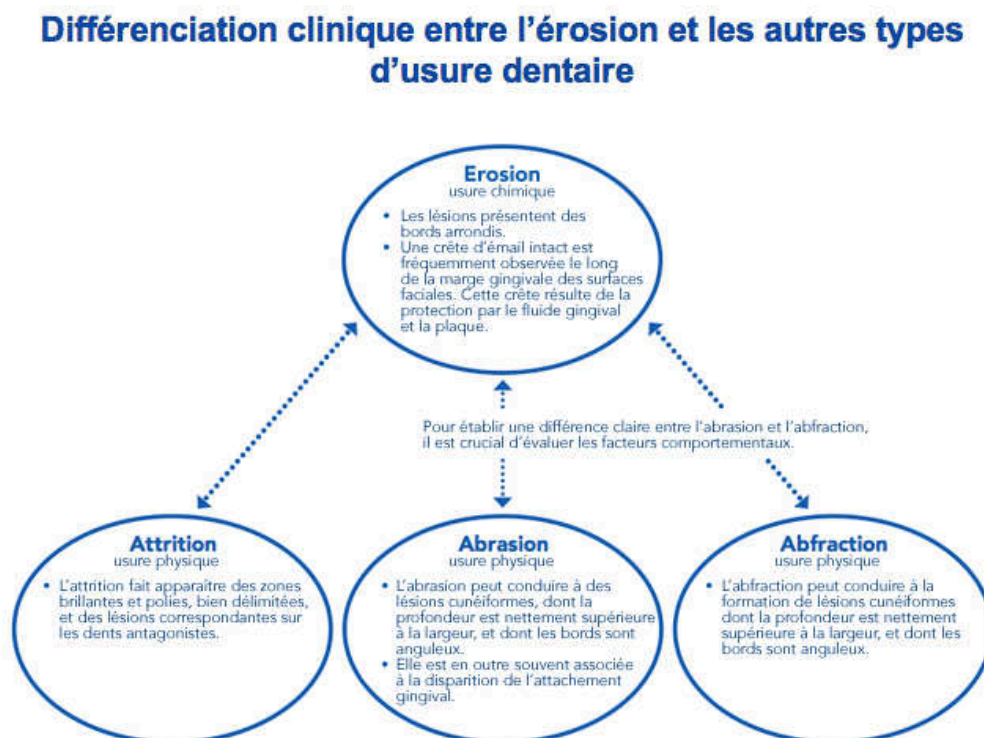 Différenciation clinique entre l'érosion et les autres types
d'usure dentaire
Erosion
usure chimique
• Les lésions présentent des
bords arrondis.
• Une crête d'émail intact est
fréquemment observée le long
de la marge gingivale des surfaces
faciales. Cette crête résulte de la
protection par le fluide gingival
et la plaque.
Pour établir une différence claire entre l'abrasion et l'abfraction,
il est crucial d'évaluer les facteurs comportementaux.
Attrition
usure physique
• L'attrition fait apparaître des zones
brillantes et polies, bien délimitées,
et des lésions correspondantes sur
les dents antagonistes.
Abrasion
usure physique
• L'abrasion peut conduire à des
lésions cunéiformes, dont la
profondeur est nettement supérieure
à la largeur, et dont les bords sont
anguleux.
• Elle est en outre souvent associée
à la disparition de l'attachement
gingival.
Abfraction
usure physique
• L'abfraction peut conduire à la
formation de lésions cunéiformes
dont la profondeur est nettement
supérieure à la largeur, et dont les
bords sont anguleux.